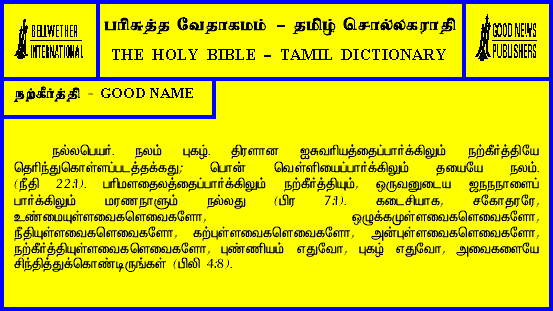 BELLWETHER
INTERNATIONAL
பரிசுத்த வேதாகமம் - தமிழ் சொல்லகராதி
THE HOLY BIBLE – TAMIL DICTIONARY
GOOD NEWS
PUBLISHERS
நற்கீர்த்தி - GOOD NAME
நல்லபெயர். நலம் புகழ். திரளான ஐசுவரியத்தைப்பார்க்கிலும் நற்கீர்த்தியே
தெரிந்துகொள்ளப்படத்தக்கது; பொன் வெள்ளியைப்பார்க்கிலும் தயையே நலம்.
(நீதி 22:1). பரிமளதைலத்தைப்பார்க்கிலும் நற்கீர்த்தியும், ஒருவனுடைய ஐநநநாளைப்
பார்க்கிலும் மரணநாளும் நல்லது (பிர 7:1). கடைசியாக, சகோதரரே,
உண்மையுள்ளவைகளெவைகளோ, ஒழுக்கமுள்ளவைகளெவைகளோ,
நீதியுள்ளவைகளெவைகளோ, கற்புள்ளவைகளெவைகளோ, அன்புள்ளவைகளெவைகளோ,
நற்கீர்த்தியுள்ளவைகளெவைகளோ, புண்ணியம் எதுவோ, புகழ் எதுவோ, அவைகளையே
சிந்தித்துக்கொண்டிருங்கள் (பிலி 4:8).